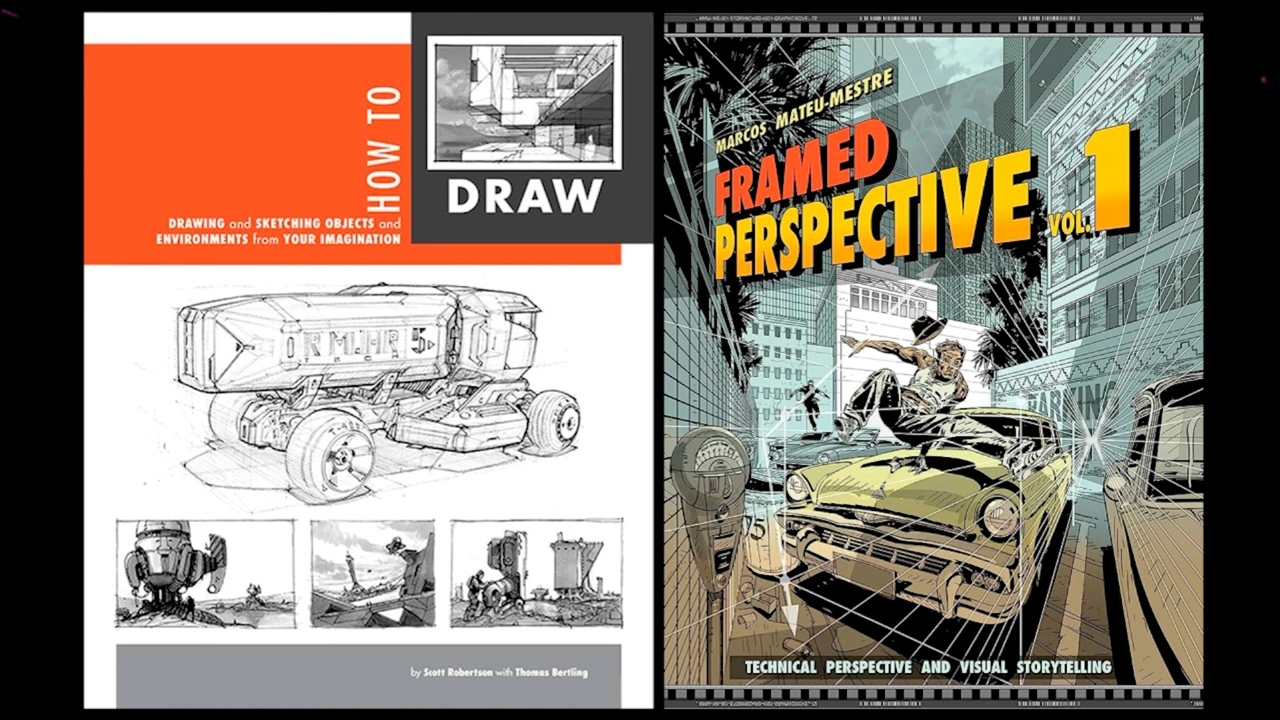 HOW TO
DRAW
DRAWING and SKETCHING OBJECTS and
ENVIRONMENTS from YOUR IMAGINATION
by Scott Robertson with Thomas Bertling
MARCOS MATEU-MESTRE
FRAMED
PERSPECTIVE VOL.1
PARKING
TECHNICAL PERSPECTIVE AND VISUAL STORYTELLING